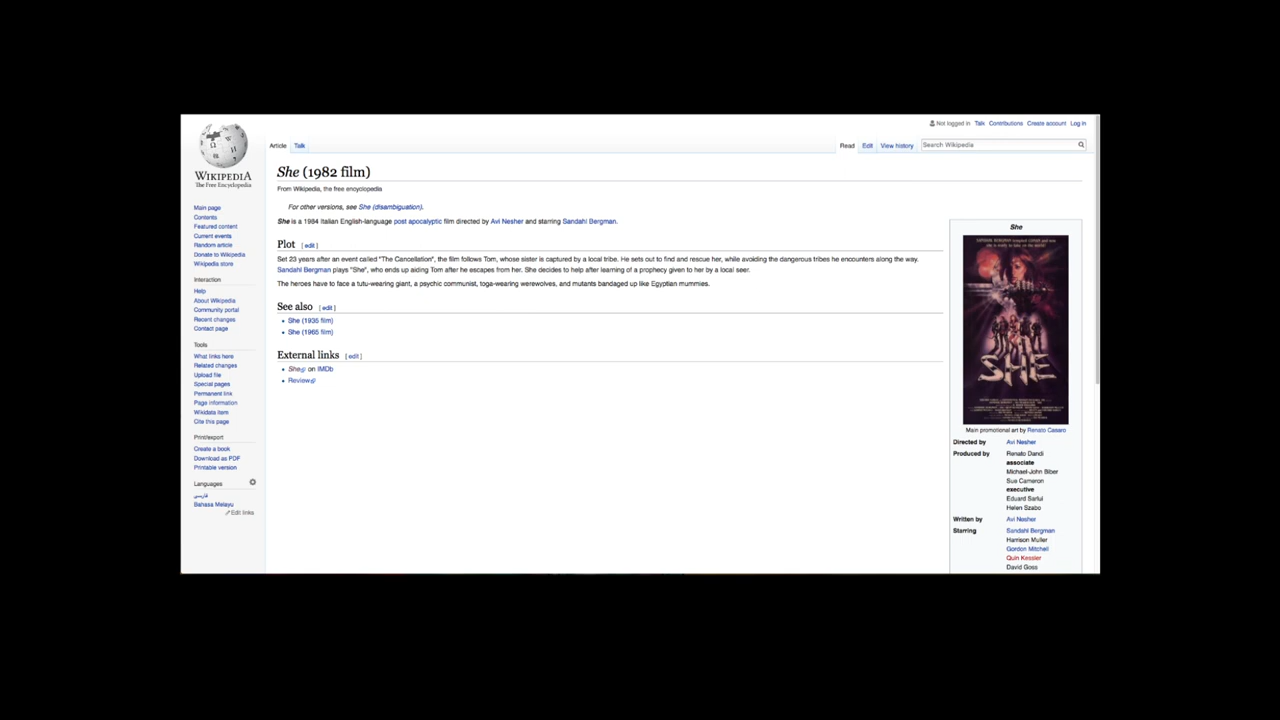 Not logged in Talk Contributions Create account Log in
Article Talk
Read Edit View history Search Wikipedia
WIKIPEDIA
The Free Encyclopedia
Main page
Contents
Featured content
Current events
Random article
Donate to Wikipedia
Wikipedia store
Interaction
Help
About Wikipedia
Community portal
Recent changes
Contact page
Tools
What links here
Related changes
Upload file
Special pages
Permanent link
Page information
Wikidata item
Cite this page
Print/export
Create a book
Download as PDF
Printable version
Languages
فارسی
Bahasa Melayu
Edit links
She (1982 film)
From Wikipedia, the free encyclopedia
For other versions, see She (disambiguation).
She is a 1984 Italian English-language post apocalyptic film directed by Avi Nesher and starring Sandahl Bergman.
Plot [ edit ]
Set 23 years after an event called "The Cancellation", the film follows Tom, whose sister is captured by a local tribe. He sets out to find and rescue her, while avoiding the dangerous tribes he encounters along the way.
Sandahl Bergman plays "She", who ends up aiding Tom after he escapes from her. She decides to help after learning of a prophecy given to her by a local seer.
The heroes have to face a tutu-wearing giant, a psychic communist, toga-wearing werewolves, and mutants bandaged up like Egyptian mummies.
See also [ edit ]
She (1935 film)
She (1965 film)
External links [ edit ]
She on IMDb
Review
She
SHE
Main promotional art by Renato Casaro
Directed by Avi Nesher
Produced by Renato Dandi
associate
Michael-John Biber
Sue Cameron
executive
Eduard Sarlui
Helen Szabo
Written by Avi Nesher
Starring Sandahl Bergman
Harrison Muller
Gordon Mitchell
Quin Kessler
David Goss